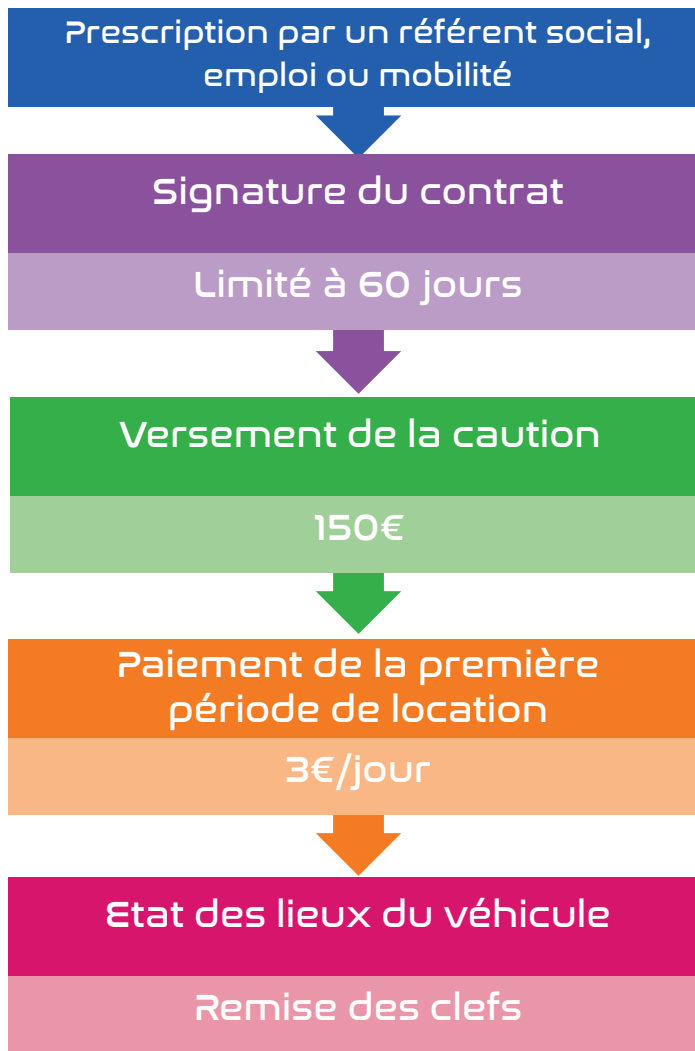 Prescription par un référent social,
emploi ou mobilité
Signature du contrat
Limité à 60 jours
Versement de la caution
150€
Paiement de la première
période de location
3€/jour
Etat des lieux du véhicule
Remise des clefs